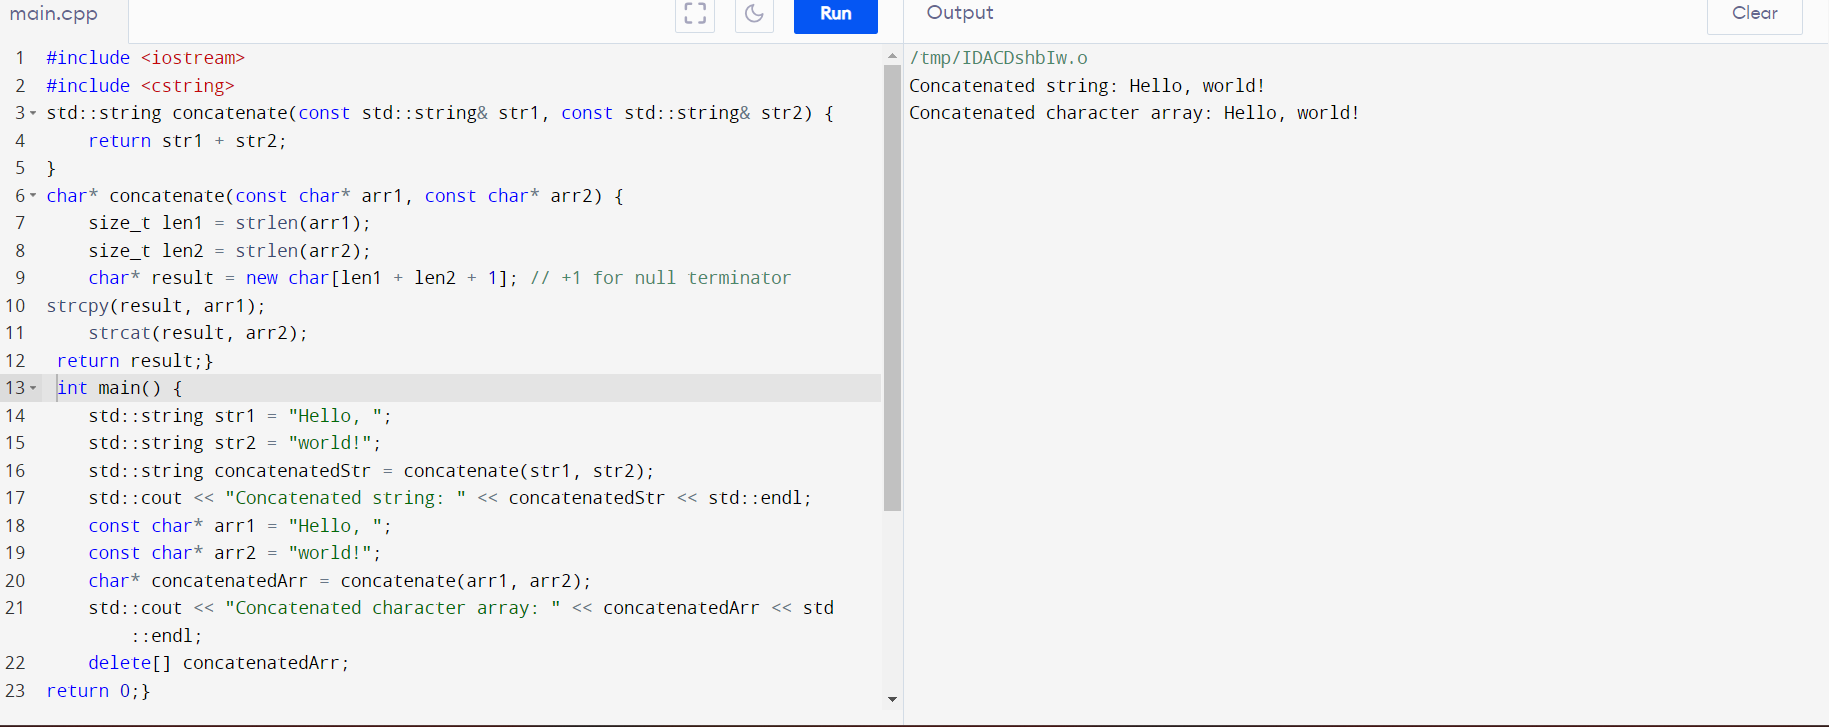 main.cpp
Run
Output
Clear
1 #include <iostream>
2 #include <cstring>
3 std::string concatenate(const std::string& str1, const std::string& str2) {
4     return str1 + str2;
5 }
6 char* concatenate(const char* arr1, const char* arr2) {
7     size_t len1 = strlen(arr1);
8     size_t len2 = strlen(arr2);
9     char* result = new char[len1 + len2 + 1]; // +1 for null terminator
10 strcpy(result, arr1);
11     strcat(result, arr2);
12  return result;}
13  int main() {
14     std::string str1 = "Hello, ";
15     std::string str2 = "world!";
16     std::string concatenatedStr = concatenate(str1, str2);
17     std::cout << "Concatenated string: " << concatenatedStr << std::endl;
18     const char* arr1 = "Hello, ";
19     const char* arr2 = "world!";
20     char* concatenatedArr = concatenate(arr1, arr2);
21     std::cout << "Concatenated character array: " << concatenatedArr << std
        ::endl;
22     delete[] concatenatedArr;
23 return 0;}
/tmp/IDACDshbIw.o
Concatenated string: Hello, world!
Concatenated character array: Hello, world!